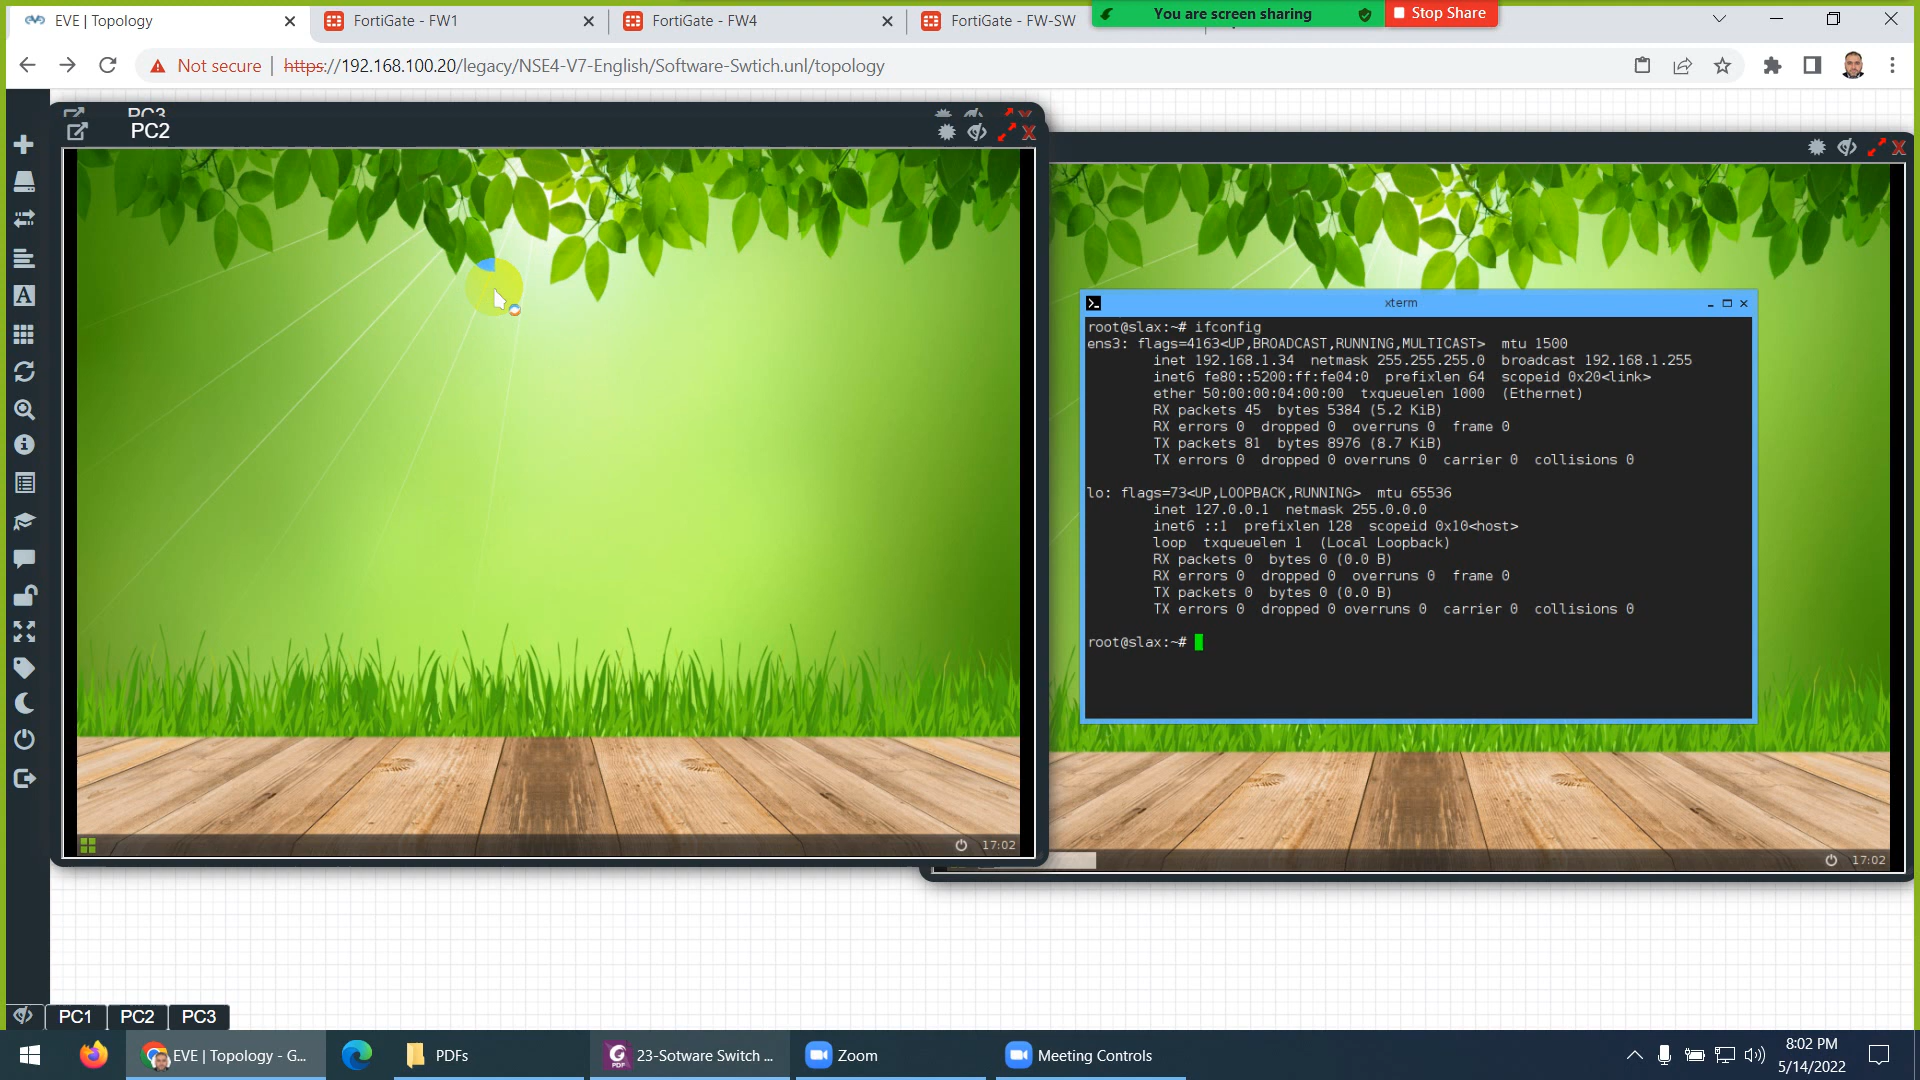 EVE | Topology
FortiGate - FW1
FortiGate - FW4
FortiGate - FW-SW
You are screen sharing
Stop Share
Not secure
https://192.168.100.20/legacy/NSE4-V7-English/Software-Swtich.unl/topology
PC3
PC2
xterm
root@slax:~# ifconfig
ens3: flags=4163<UP,BROADCAST,RUNNING,MULTICAST>  mtu 1500
inet 192.168.1.34  netmask 255.255.255.0  broadcast 192.168.1.255
inet6 fe80::5200:ff:fe04:0  prefixlen 64  scopeid 0x20<link>
ether 50:00:00:04:00:00  txqueuelen 1000  (Ethernet)
RX packets 45  bytes 5384 (5.2 KiB)
RX errors 0  dropped 0  overruns 0  frame 0
TX packets 81  bytes 8976 (8.7 KiB)
TX errors 0  dropped 0 overruns 0  carrier 0  collisions 0
lo: flags=73<UP,LOOPBACK,RUNNING>  mtu 65536
inet 127.0.0.1  netmask 255.0.0.0
inet6 ::1  prefixlen 128  scopeid 0x10<host>
loop  txqueuelen 1  (Local Loopback)
RX packets 0  bytes 0 (0.0 B)
RX errors 0  dropped 0  overruns 0  frame 0
TX packets 0  bytes 0 (0.0 B)
TX errors 0  dropped 0 overruns 0  carrier 0  collisions 0
root@slax:~#
17:02
17:02
PC1
PC2
PC3
EVE | Topology - G...
PDFs
23-Sotware Switch ...
Zoom
Meeting Controls
8:02 PM
5/14/2022